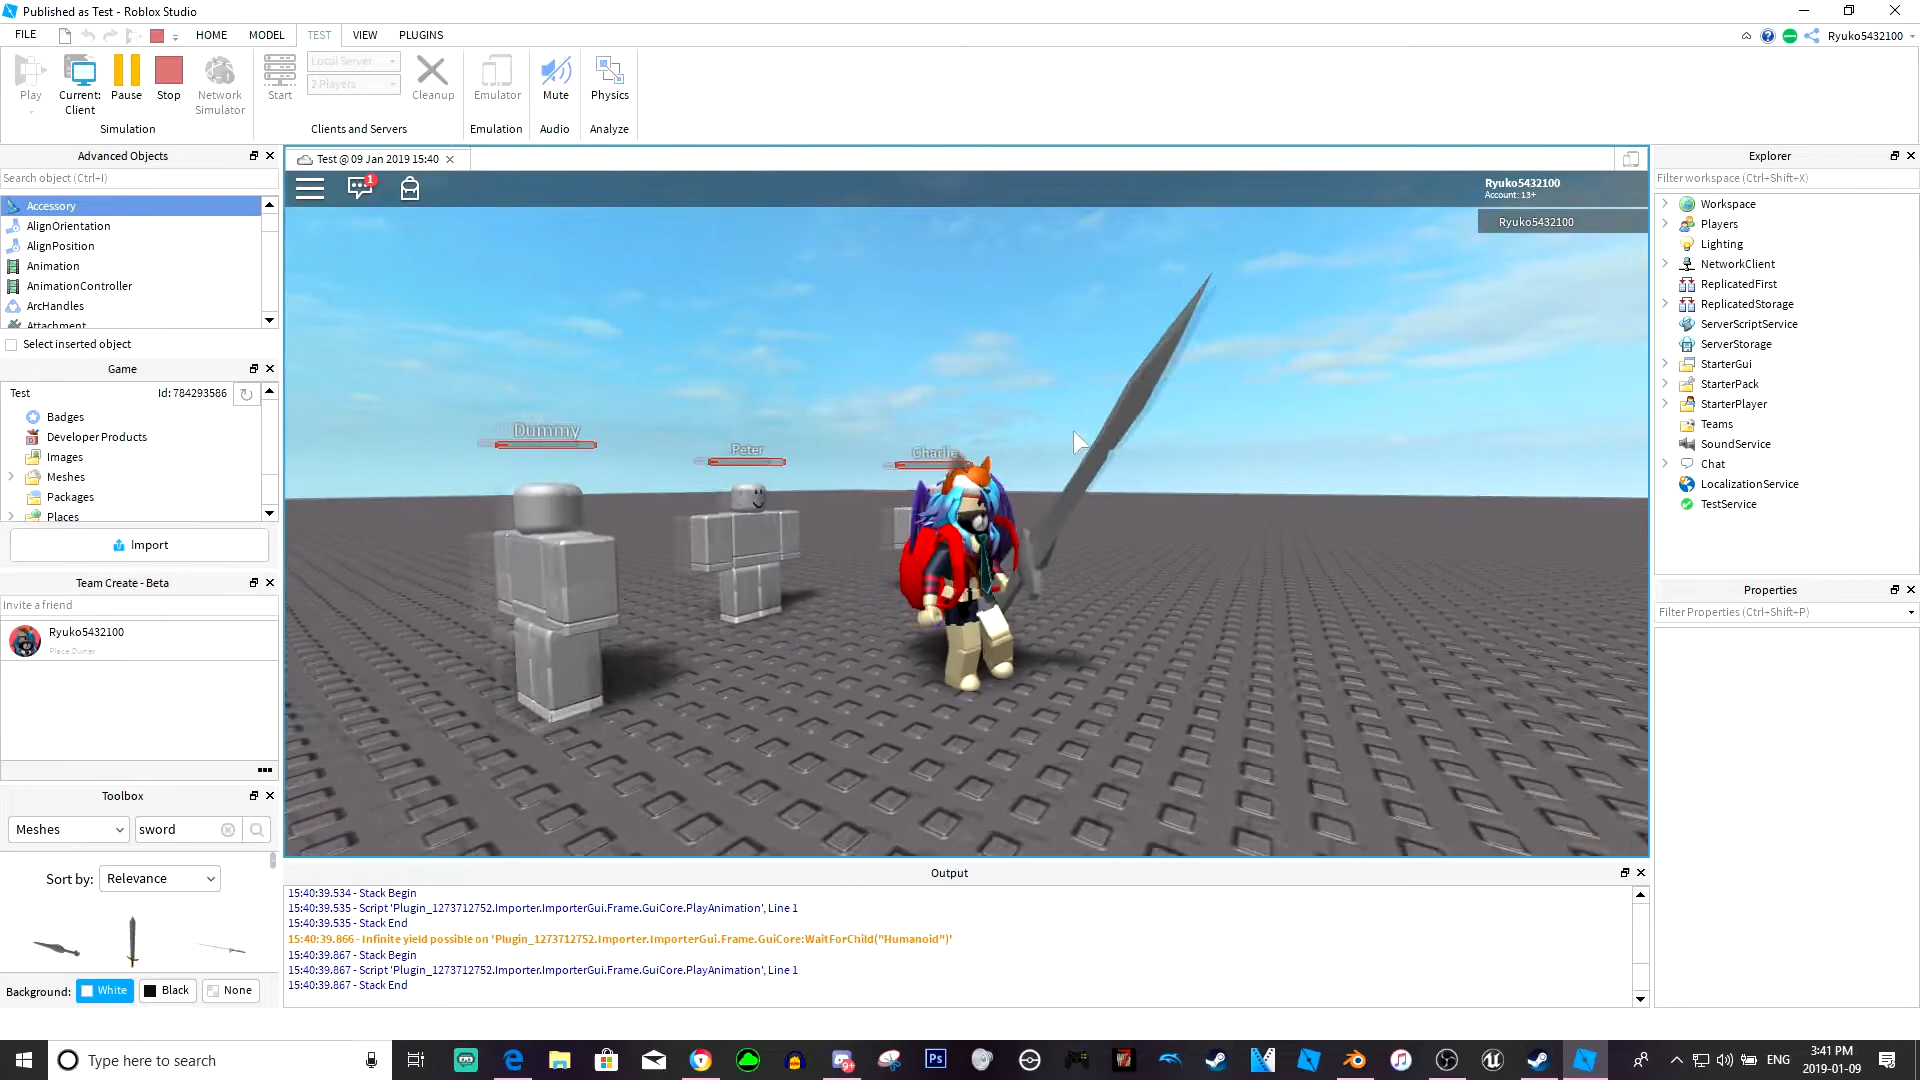 Published as Test - Roblox Studio
FILE HOME MODEL TEST VIEW PLUGINS Ryuko5432100
Play
Current: Client
Pause
Stop
Network Simulator
Simulation
Start
Local Server
2 Players
Cleanup
Clients and Servers
Emulator
Emulation
Mute
Audio
Physics
Analyze
Advanced Objects
Search object (Ctrl+I)
Accessory
AlignOrientation
AlignPosition
Animation
AnimationController
ArcHandles
Attachment
Select inserted object
Game
Test Id: 784293586
Badges
Developer Products
Images
Meshes
Packages
Places
Import
Team Create - Beta
Invite a friend
Ryuko5432100
Place Owner
Toolbox
Meshes sword
Sort by: Relevance
Background: White Black None
Test @ 09 Jan 2019 15:40
1
Ryuko5432100
Account: 13+
Ryuko5432100
Dummy
Peter
Charlie
Output
15:40:39.534 - Stack Begin
15:40:39.535 - Script 'Plugin_1273712752.Importer.ImporterGui.Frame.GuiCore.PlayAnimation', Line 1
15:40:39.535 - Stack End
15:40:39.866 - Infinite yield possible on 'Plugin_1273712752.Importer.ImporterGui.Frame.GuiCore:WaitForChild("Humanoid")'
15:40:39.867 - Stack Begin
15:40:39.867 - Script 'Plugin_1273712752.Importer.ImporterGui.Frame.GuiCore.PlayAnimation', Line 1
15:40:39.867 - Stack End
Explorer
Filter workspace (Ctrl+Shift+X)
Workspace
Players
Lighting
NetworkClient
ReplicatedFirst
ReplicatedStorage
ServerScriptService
ServerStorage
StarterGui
StarterPack
StarterPlayer
Teams
SoundService
Chat
LocalizationService
TestService
Properties
Filter Properties (Ctrl+Shift+P)
Type here to search
Ps
9+
ENG
3:41 PM
2019-01-09